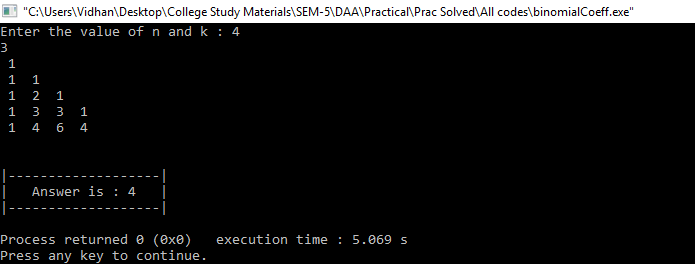 "C:\Users\Vidhan\Desktop\College Study Materials\SEM-5\DAA\Practical\Prac Solved\All codes\binomialCoeff.exe"
Enter the value of n and k : 4
3
 1
 1  1
 1  2  1
 1  3  3  1
 1  4  6  4
|-------------------|
|   Answer is : 4   |
|-------------------|
Process returned 0 (0x0)   execution time : 5.069 s
Press any key to continue.